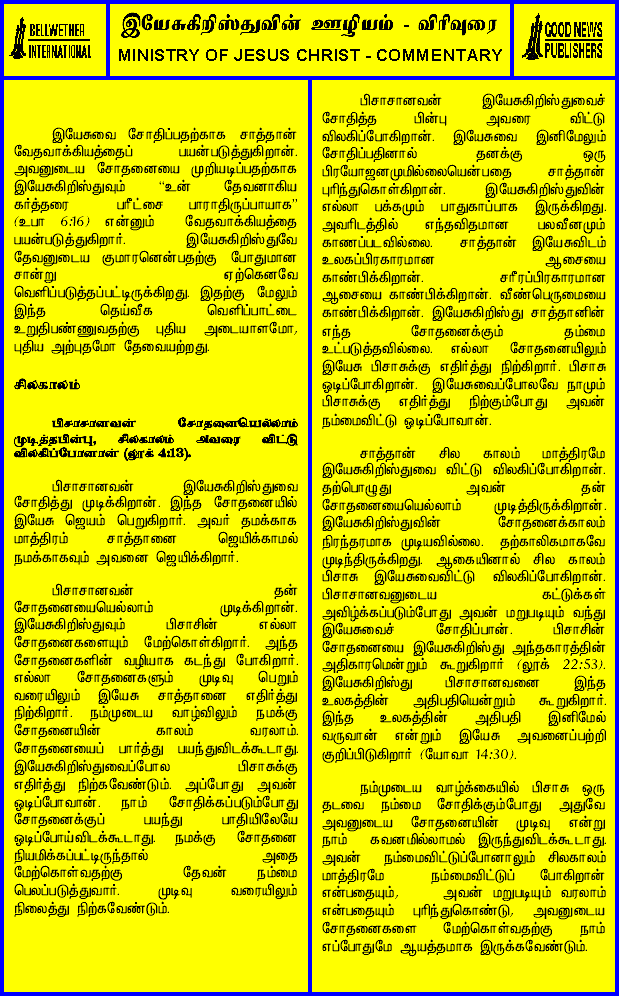 BELLWETHER
INTERNATIONAL
இயேசுகிறிஸ்துவின் ஊழியம் - விரிவுரை
MINISTRY OF JESUS CHRIST - COMMENTARY
GOOD NEWS
PUBLISHERS
இயேசுவை சோதிப்பதற்காக சாத்தான்
வேதவாக்கியத்தைப் பயன்படுத்துகிறான்.
அவனுடைய சோதனையை முறியடிப்பதற்காக
இயேசுகிறிஸ்துவும் “உன் தேவனாகிய
கர்த்தரை பரீட்சை பாராதிருப்பாயாக”
(உபா 6:16) என்னும் வேதவாக்கியத்தை
பயன்படுத்துகிறார். இயேசுகிறிஸ்துவே
தேவனுடைய குமாரனென்பதற்கு போதுமான
சான்று ஏற்கெனவே
வெளிப்படுத்தப்பட்டிருக்கிறது. இதற்கு மேலும்
இந்த தெய்வீக வெளிப்பாட்டை
உறுதிபண்ணுவதற்கு புதிய அடையாளமோ,
புதிய அற்புதமோ தேவையற்றது.
சிலகாலம்
பிசாசானவன் சோதனையெல்லாம்
முடித்தபின்பு, சிலகாலம் அவரை விட்டு
விலகிப்போனான் (லூக் 4:13).
பிசாசானவன் இயேசுகிறிஸ்துவை
சோதித்து முடிக்கிறான். இந்த சோதனையில்
இயேசு ஜெயம் பெறுகிறார். அவர் தமக்காக
மாத்திரம் சாத்தானை ஜெயிக்காமல்
நமக்காகவும் அவனை ஜெயிக்கிறார்.
பிசாசானவன் தன்
சோதனையையெல்லாம் முடிக்கிறான்.
இயேசுகிறிஸ்துவும் பிசாசின் எல்லா
சோதனைகளையும் மேற்கொள்கிறார். அந்த
சோதனைகளின் வழியாக கடந்து போகிறார்.
எல்லா சோதனைகளும் முடிவு பெறும்
வரையிலும் இயேசு சாத்தானை எதிர்த்து
நிற்கிறார். நம்முடைய வாழ்விலும் நமக்கு
சோதனையின் காலம் வரலாம்.
சோதனையைப் பார்த்து பயந்துவிடக்கூடாது.
இயேசுகிறிஸ்துவைப்போல பிசாசுக்கு
எதிர்த்து நிற்கவேண்டும். அப்போது அவன்
ஓடிப்போவான். நாம் சோதிக்கப்படும்போது
சோதனைக்குப் பயந்து பாதியிலேயே
ஓடிப்போய்விடக்கூடாது. நமக்கு சோதனை
நியமிக்கப்பட்டிருந்தால் அதை
மேற்கொள்வதற்கு தேவன் நம்மை
பெலப்படுத்துவார். முடிவு வரையிலும்
நிலைத்து நிற்கவேண்டும்.
பிசாசானவன் இயேசுகிறிஸ்துவைச்
சோதித்த பின்பு அவரை விட்டு
விலகிப்போகிறான். இயேசுவை இனிமேலும்
சோதிப்பதினால் தனக்கு ஒரு
பிரயோஜனமுமில்லையென்பதை சாத்தான்
புரிந்துகொள்கிறான். இயேசுகிறிஸ்துவின்
எல்லா பக்கமும் பாதுகாப்பாக இருக்கிறது.
அவரிடத்தில் எந்தவிதமான பலவீனமும்
காணப்படவில்லை. சாத்தான் இயேசுவிடம்
உலகப்பிரகாரமான ஆசையை
காண்பிக்கிறான். சரீரப்பிரகாரமான
ஆசையை காண்பிக்கிறான். வீண்பெருமையை
காண்பிக்கிறான். இயேசுகிறிஸ்து சாத்தானின்
எந்த சோதனைக்கும் தம்மை
உட்படுத்தவில்லை. எல்லா சோதனையிலும்
இயேசு பிசாசுக்கு எதிர்த்து நிற்கிறார். பிசாசு
ஓடிப்போகிறான். இயேசுவைப்போலவே நாமும்
பிசாசுக்கு எதிர்த்து நிற்கும்போது அவன்
நம்மைவிட்டு ஓடிப்போவான்.
சாத்தான் சில காலம் மாத்திரமே
இயேசுகிறிஸ்துவை விட்டு விலகிப்போகிறான்.
தற்பொழுது அவன் தன்
சோதனையையெல்லாம் முடித்திருக்கிறான்.
இயேசுகிறிஸ்துவின் சோதனைக்காலம்
நிரந்தரமாக முடியவில்லை. தற்காலிகமாகவே
முடிந்திருக்கிறது. ஆகையினால் சில காலம்
பிசாசு இயேசுவைவிட்டு விலகிப்போகிறான்.
பிசாசானவனுடைய கட்டுக்கள்
அவிழ்க்கப்படும்போது அவன் மறுபடியும் வந்து
இயேசுவைச் சோதிப்பான். பிசாசின்
சோதனையை இயேசுகிறிஸ்து அந்தகாரத்தின்
அதிகாரமென்றும் கூறுகிறார் (லூக் 22:53).
இயேசுகிறிஸ்து பிசாசானவனை இந்த
உலகத்தின் அதிபதியென்றும் கூறுகிறார்.
இந்த உலகத்தின் அதிபதி இனிமேல்
வருவான் என்றும் இயேசு அவனைப்பற்றி
குறிப்பிடுகிறார் (யோவா 14:30).
நம்முடைய வாழ்க்கையில் பிசாசு ஒரு
தடவை நம்மை சோதிக்கும்போது அதுவே
அவனுடைய சோதனையின் முடிவு என்று
நாம் கவனமில்லாமல் இருந்துவிடக்கூடாது.
அவன் நம்மைவிட்டுப்போனாலும் சிலகாலம்
மாத்திரமே நம்மைவிட்டுப் போகிறான்
என்பதையும், அவன் மறுபடியும் வரலாம்
என்பதையும் புரிந்துகொண்டு, அவனுடைய
சோதனைகளை மேற்கொள்வதற்கு நாம்
எப்போதுமே ஆயத்தமாக இருக்கவேண்டும்.